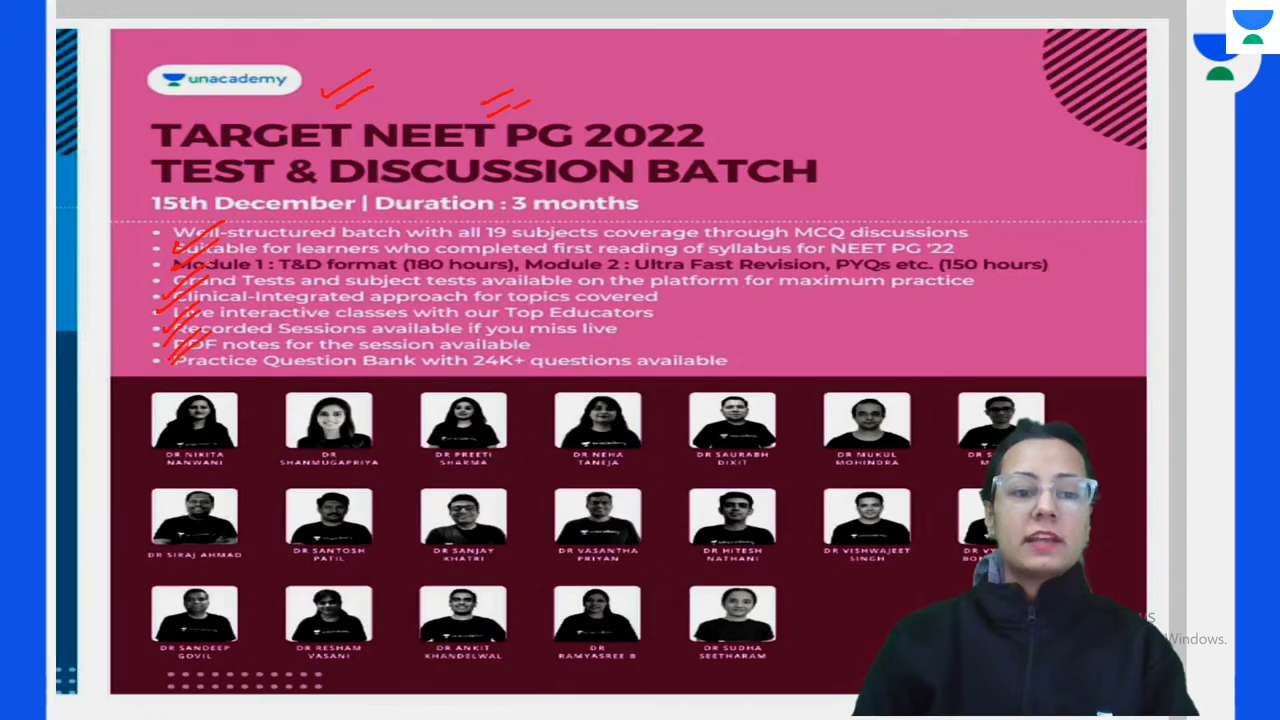 unacademy
TARGET NEET PG 2022
TEST & DISCUSSION BATCH
15th December | Duration : 3 months
• Well-structured batch with all 19 subjects coverage through MCQ discussions
• Suitable for learners who completed first reading of syllabus for NEET PG '22
• Module 1 : T&D format (180 hours), Module 2 : Ultra Fast Revision, PYQs etc. (150 hours)
• Grand Tests and subject tests available on the platform for maximum practice
• Clinical-Integrated approach for topics covered
• Live interactive classes with our Top Educators
• Recorded Sessions available if you miss live
• PDF notes for the session available
• Practice Question Bank with 24K+ questions available
DR NIKITA NANWANI
DR SHANMUGAPRIYA
DR PREETI SHARMA
DR NEHA TANEJA
DR SAURABH DIXIT
DR MUKUL MOHINDRA
DR
DR SIRAJ AHMAD
DR SANTOSH PATIL
DR SANJAY KHATRI
DR VASANTHA PRIYAN
DR HITESH NATHANI
DR VISHWAJEET SINGH
DR SANDEEP GOVIL
DR RESHAM VASANI
DR ANKIT KHANDELWAL
DR RAMYASREE B
DR SUDHA SEETHARAM
Windows.